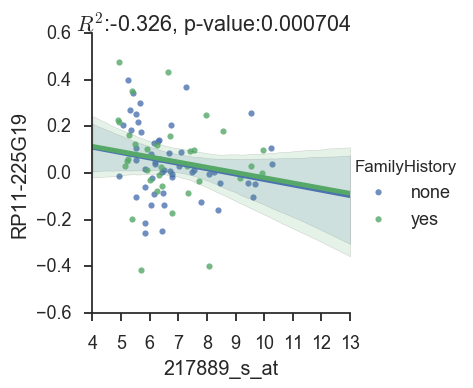 R²:-0.326, p-value:0.000704
0.6
0.4
0.2
0.0
−0.2
−0.4
−0.6
RP11-225G19
4 5 6 7 8 9 10 11 12 13
217889_s_at
FamilyHistory
none
yes